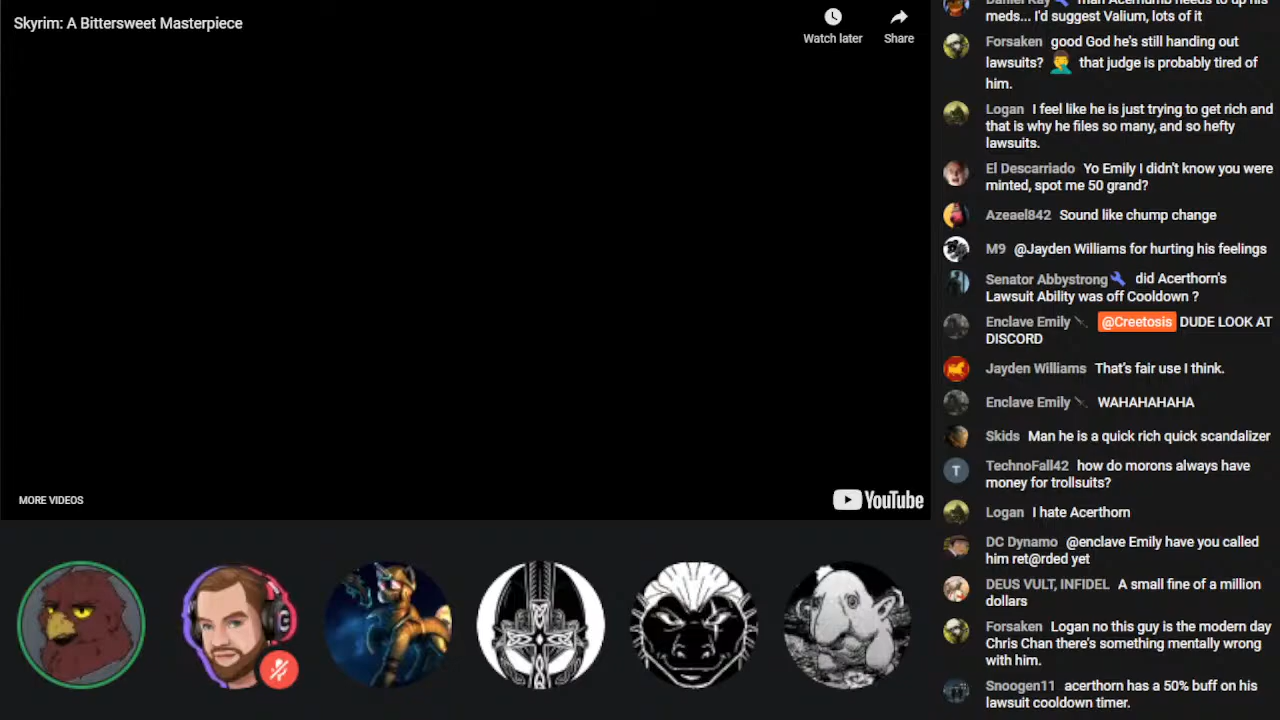 Skyrim: A Bittersweet Masterpiece
Watch later
Share
MORE VIDEOS
YouTube
meds... I'd suggest Valium, lots of it
Forsaken good God he's still handing out
lawsuits? 🤦 that judge is probably tired of
him.
Logan I feel like he is just trying to get rich and
that is why he files so many, and so hefty
lawsuits.
El Descarriado Yo Emily I didn't know you were
minted, spot me 50 grand?
Azeael842 Sound like chump change
M9 @Jayden Williams for hurting his feelings
Senator Abbystrong did Acerthorn's
Lawsuit Ability was off Cooldown ?
Enclave Emily @Creetosis DUDE LOOK AT
DISCORD
Jayden Williams That's fair use I think.
Enclave Emily WAHAHAHAHA
Skids Man he is a quick rich quick scandalizer
T
TechnoFall42 how do morons always have
money for trollsuits?
Logan I hate Acerthorn
DC Dynamo @enclave Emily have you called
him ret@rded yet
DEUS VULT, INFIDEL A small fine of a million
dollars
Forsaken Logan no this guy is the modern day
Chris Chan there's something mentally wrong
with him.
Snoogen11 acerthorn has a 50% buff on his
lawsuit cooldown timer.